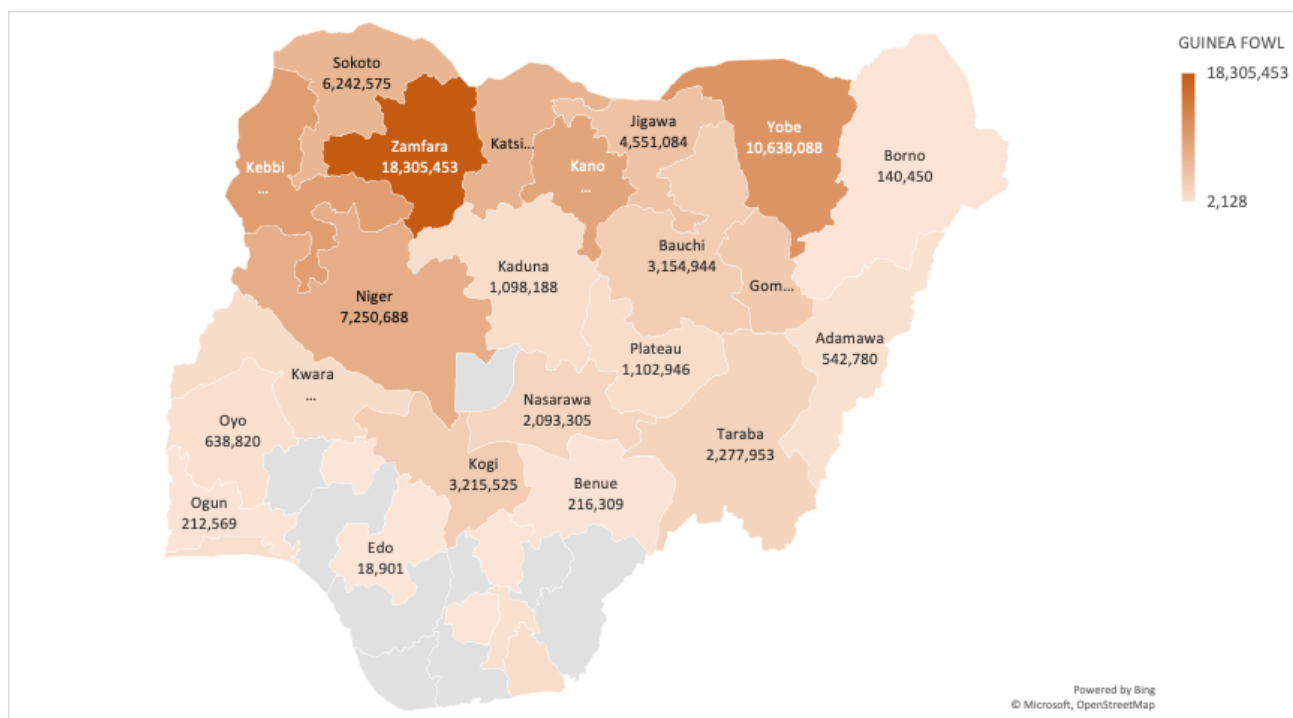 GUINEA FOWL
18,305,453
2,128
Sokoto
6,242,575
Zamfara
18,305,453
Katsi...
Kebbi
...
Kano
...
Jigawa
4,551,084
Yobe
10,638,088
Borno
140,450
Bauchi
3,154,944
Gom...
Kaduna
1,098,188
Niger
7,250,688
Adamawa
542,780
Plateau
1,102,946
Kwara
...
Nasarawa
2,093,305
Oyo
638,820
Taraba
2,277,953
Kogi
3,215,525
Benue
216,309
Ogun
212,569
Edo
18,901
Powered by Bing
© Microsoft, OpenStreetMap